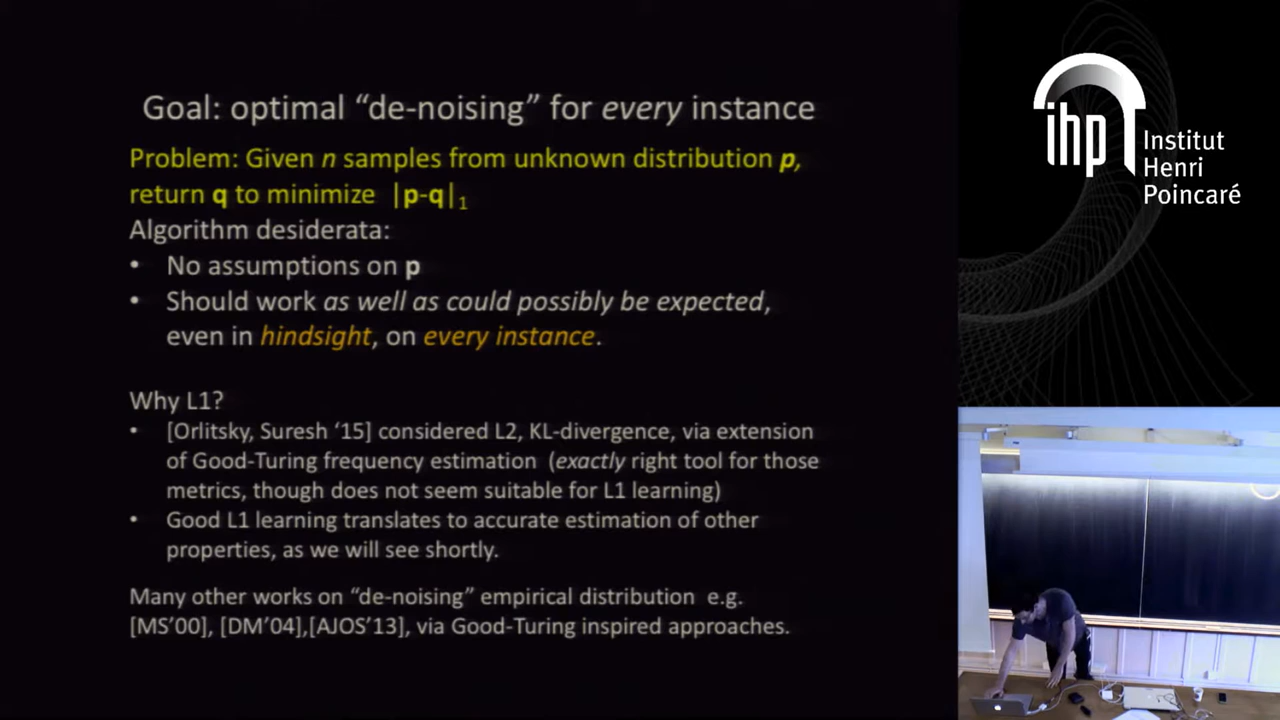 Goal: optimal “de-noising” for every instance
Problem: Given n samples from unknown distribution p,
return q to minimize |p-q|1
Algorithm desiderata:
• No assumptions on p
• Should work as well as could possibly be expected,
even in hindsight, on every instance.
Why L1?
• [Orlitsky, Suresh ‘15] considered L2, KL-divergence, via extension
of Good-Turing frequency estimation (exactly right tool for those
metrics, though does not seem suitable for L1 learning)
• Good L1 learning translates to accurate estimation of other
properties, as we will see shortly.
Many other works on “de-noising” empirical distribution e.g.
[MS’00], [DM’04],[AJOS’13], via Good-Turing inspired approaches.
ihp
Institut
Henri
Poincaré